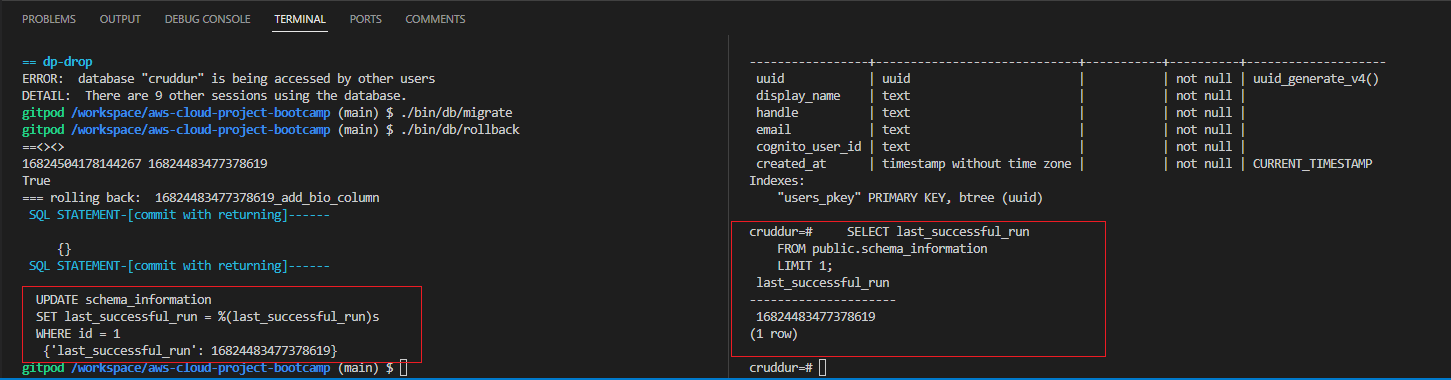 PROBLEMS OUTPUT DEBUG CONSOLE TERMINAL PORTS COMMENTS
== dp-drop
ERROR:  database "cruddur" is being accessed by other users
DETAIL:  There are 9 other sessions using the database.
gitpod /workspace/aws-cloud-project-bootcamp (main) $ ./bin/db/migrate
gitpod /workspace/aws-cloud-project-bootcamp (main) $ ./bin/db/rollback
==<><>
16824504178144267 16824483477378619
True
=== rolling back:  16824483477378619_add_bio_column
 SQL STATEMENT-[commit with returning]------
{}
 SQL STATEMENT-[commit with returning]------
UPDATE schema_information
SET last_successful_run = %(last_successful_run)s
WHERE id = 1
{'last_successful_run': 16824483477378619}
gitpod /workspace/aws-cloud-project-bootcamp (main) $
-----------------+-----------------------------+-----------+----------+--------------------
 uuid            | uuid                        |           | not null | uuid_generate_v4()
 display_name    | text                        |           | not null |
 handle          | text                        |           | not null |
 email           | text                        |           | not null |
 cognito_user_id | text                        |           | not null |
 created_at      | timestamp without time zone |           | not null | CURRENT_TIMESTAMP
Indexes:
    "users_pkey" PRIMARY KEY, btree (uuid)
cruddur=#     SELECT last_successful_run
    FROM public.schema_information
    LIMIT 1;
 last_successful_run
---------------------
 16824483477378619
(1 row)
cruddur=#